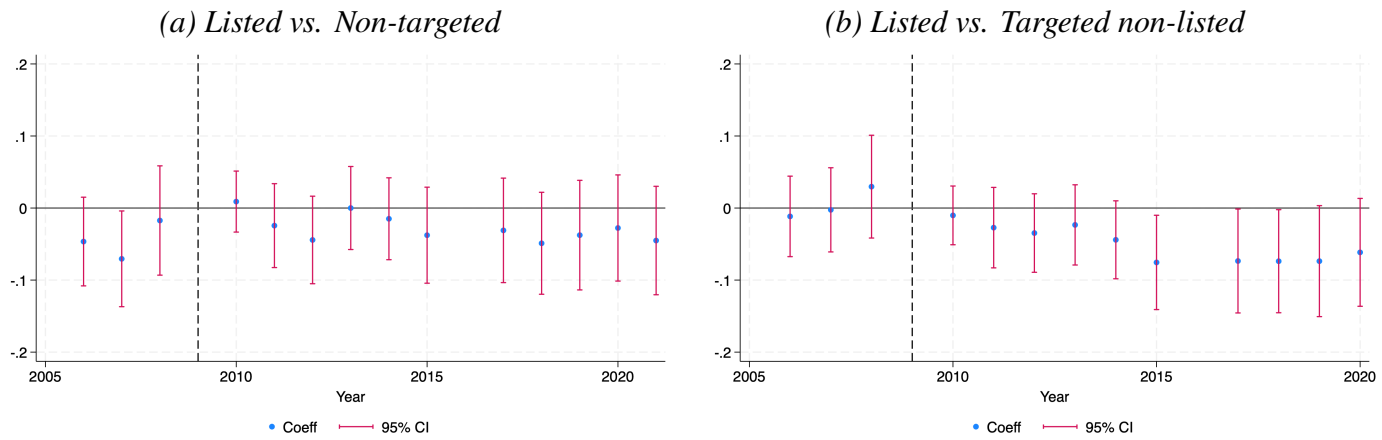 (a) Listed vs. Non-targeted
.2
.1
0
-.1
-.2
2005 2010 2015 2020
Year
Coeff 95% CI
(b) Listed vs. Targeted non-listed
.2
.1
0
-.1
-.2
2005 2010 2015 2020
Year
Coeff 95% CI